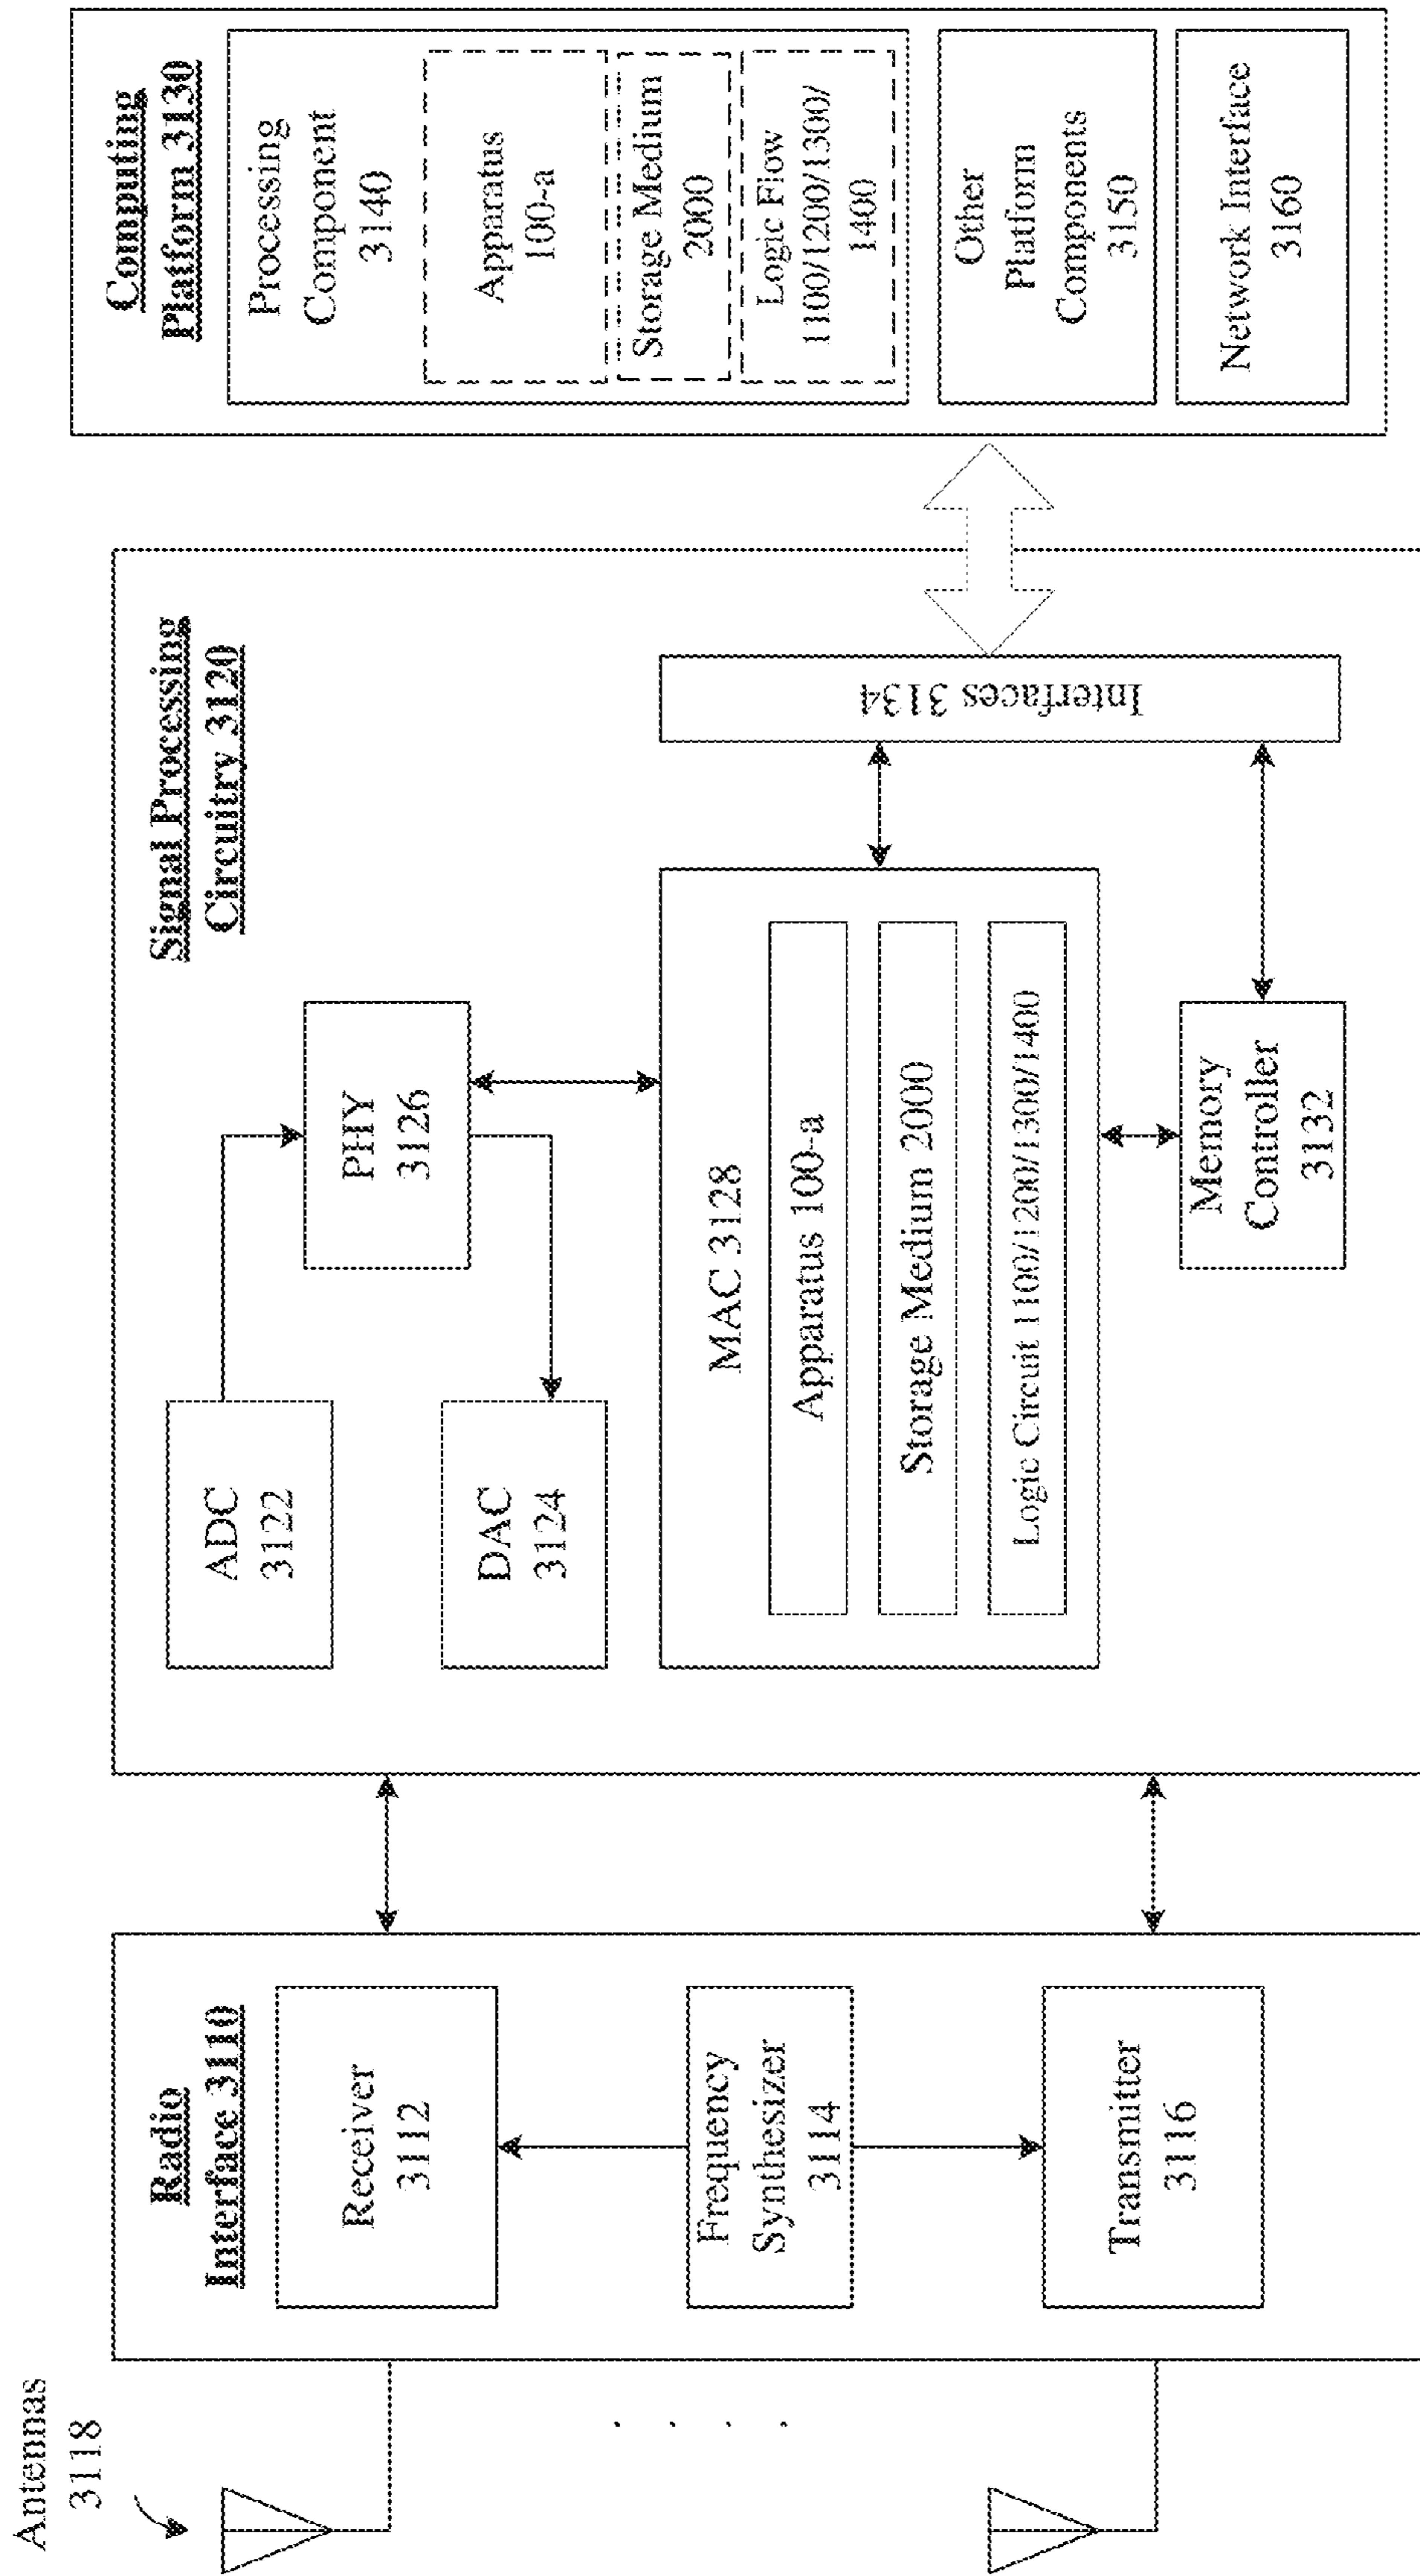 Antennas
3118
Radio
Interface 3110
Receiver
3112
Frequency
Synthesizer
3114
Transmitter
3116
Signal Processing
Circuitry 3120
ADC
3122
DAC
3124
PHY
3126
MAC 3128
Apparatus 100-a
Storage Medium 2000
Logic Circuit 1100/1200/1300/1400
Memory
Controller
3132
Interfaces 3134
Computing
Platform 3130
Processing
Component
3140
Apparatus
100-a
Storage Medium
2000
Logic Flow
1100/1200/1300/
1400
Other
Platform
Components
3150
Network Interface
3160